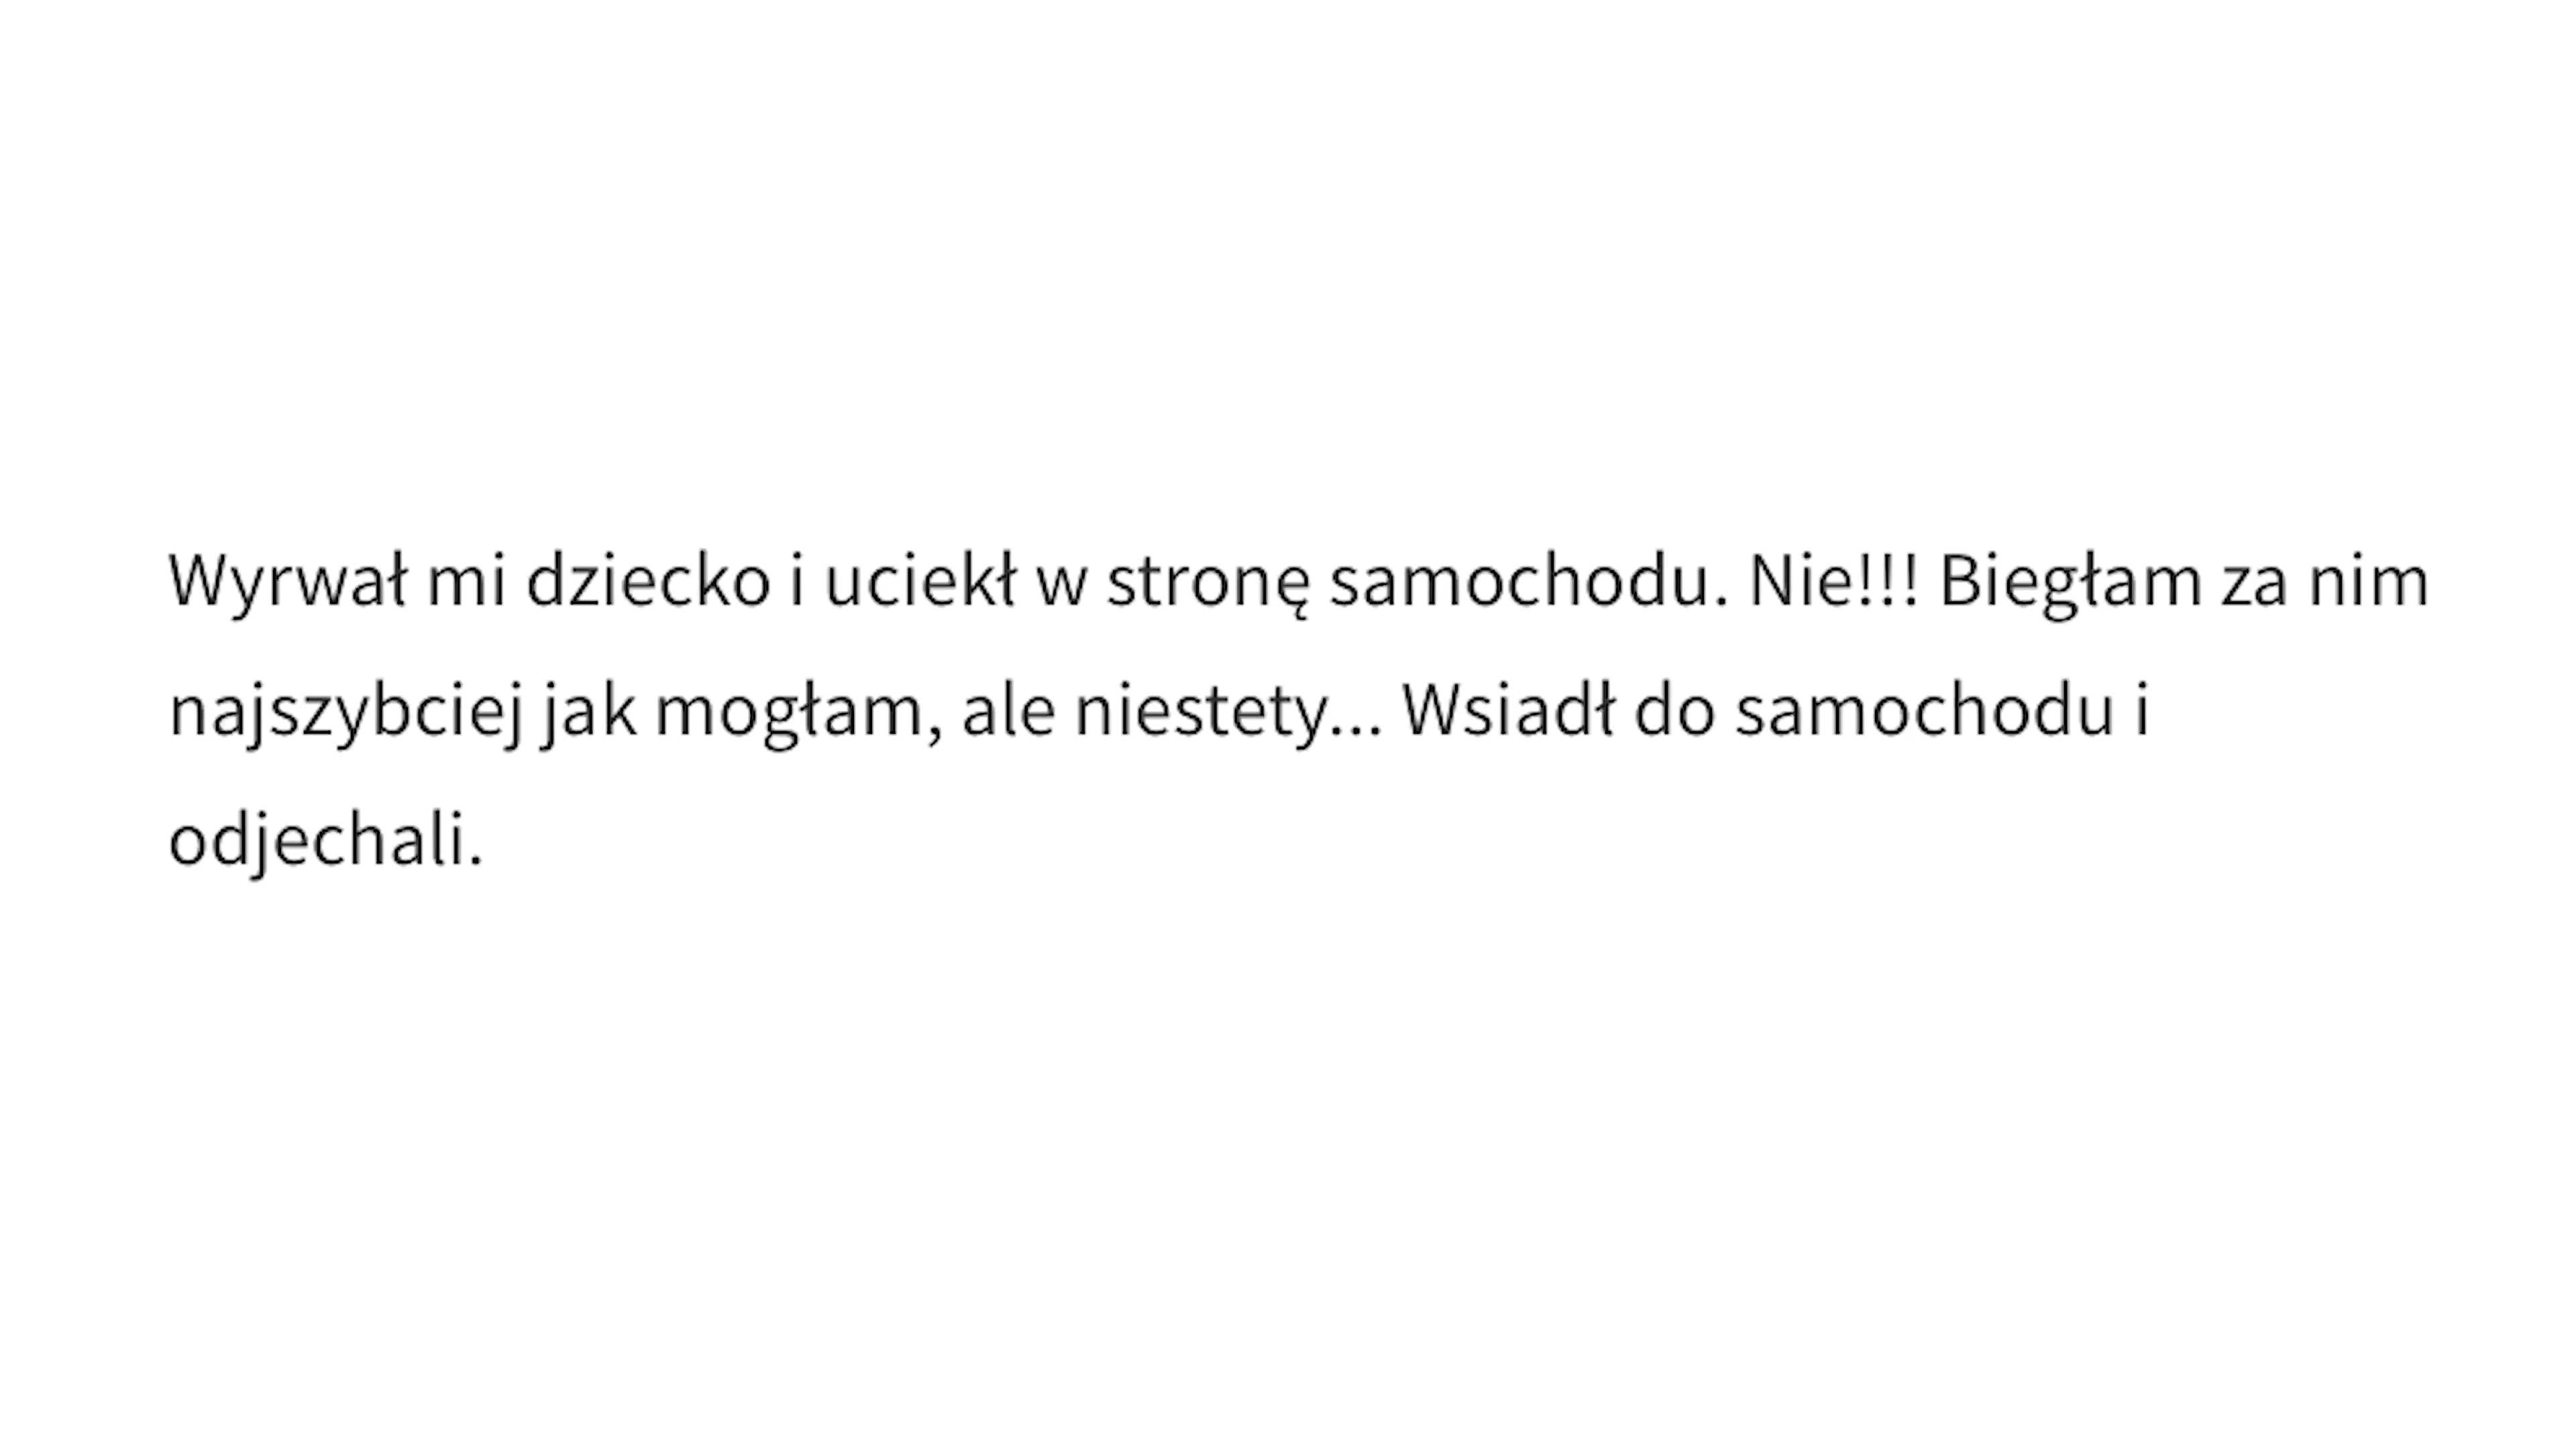 Wyrwał mi dziecko i uciekł w stronę samochodu. Nie!!! Biegłam za nim
najszybciej jak mogłam, ale niestety... Wsiadł do samochodu i
odjechali.